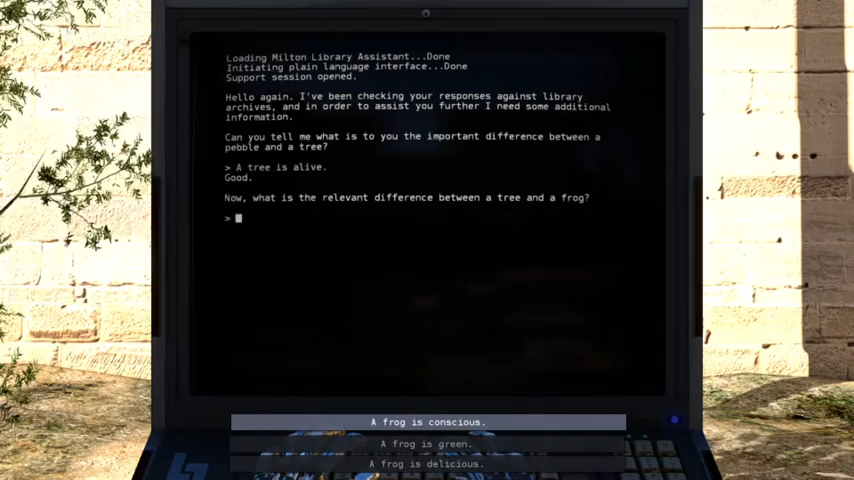 Loading Milton Library Assistant...Done
Initiating plain language interface...Done
Support session opened.
Hello again. I've been checking your responses against library
archives, and in order to assist you further I need some additional
information.
Can you tell me what is to you the important difference between a
pebble and a tree?
> A tree is alive.
Good.
Now, what is the relevant difference between a tree and a frog?
>
A frog is conscious.
A frog is green.
A frog is delicious.